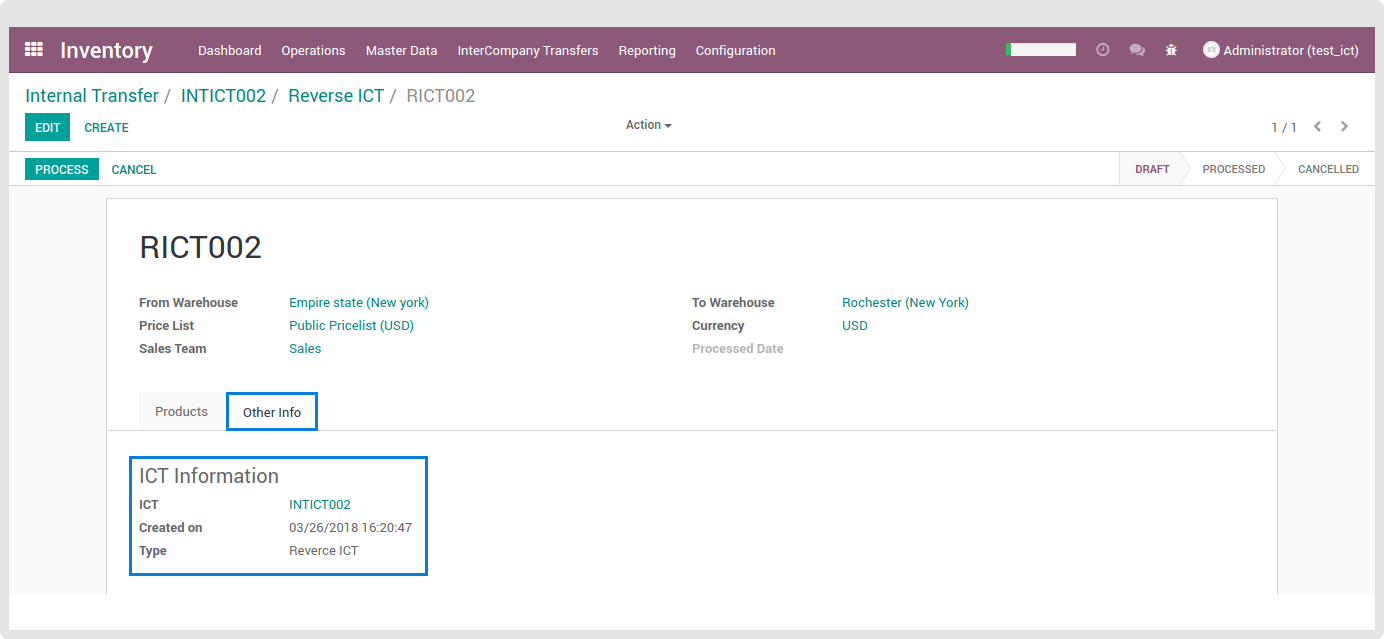 Inventory Dashboard Operations Master Data InterCompany Transfers Reporting Configuration Administrator (test_ict)
Internal Transfer / INTICT002 / Reverse ICT / RICT002
EDIT CREATE Action 1 / 1
PROCESS CANCEL DRAFT PROCESSED CANCELLED
RICT002
From Warehouse Empire state (New york) To Warehouse Rochester (New York)
Price List Public Pricelist (USD) Currency USD
Sales Team Sales Processed Date
Products Other Info
ICT Information
ICT INTICT002
Created on 03/26/2018 16:20:47
Type Reverce ICT